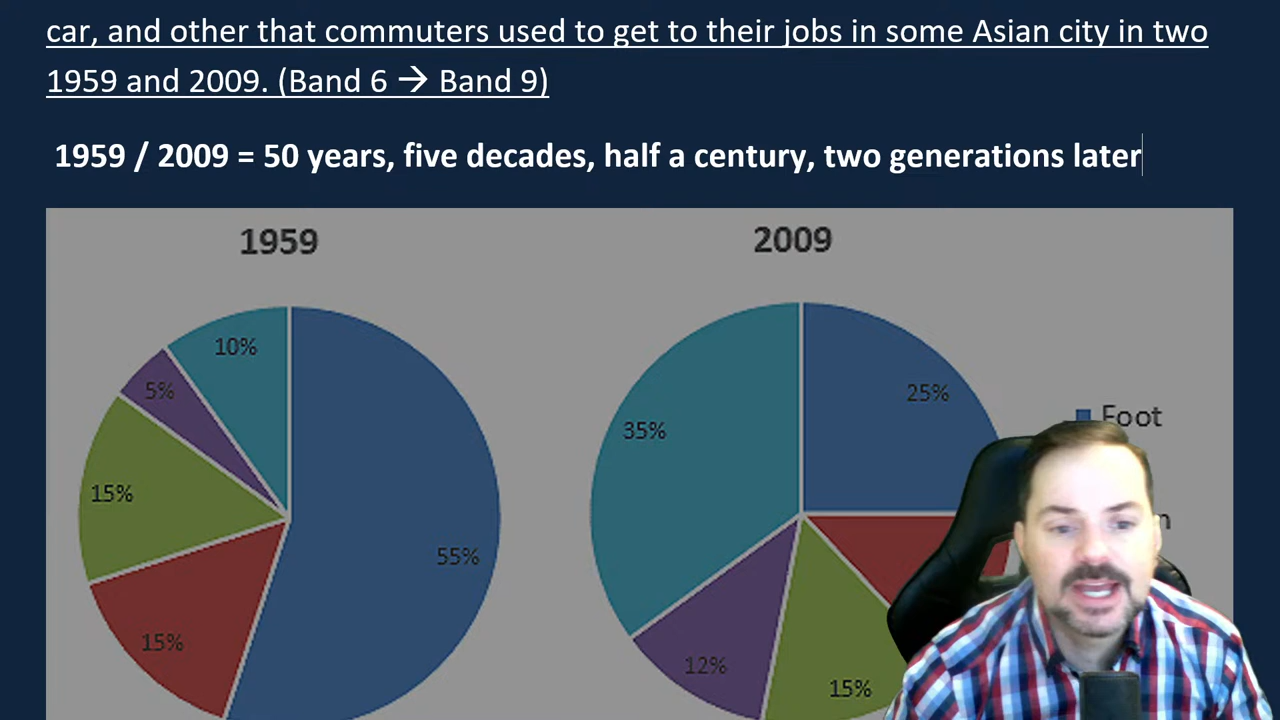 car, and other that commuters used to get to their jobs in some Asian city in two
1959 and 2009. (Band 6 → Band 9)
1959 / 2009 = 50 years, five decades, half a century, two generations later
1959
2009
10%
5%
15%
15%
55%
35%
25%
12%
15%
Foot